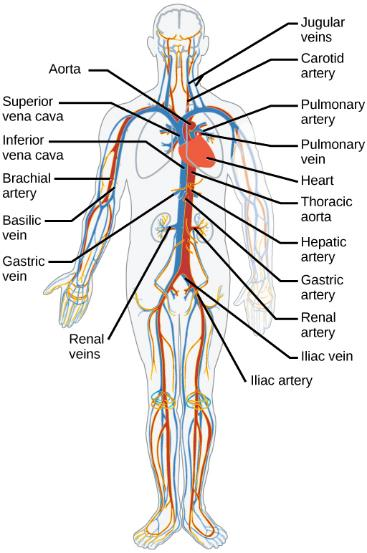 Jugular
veins
Carotid
artery
Aorta
Superior
vena cava
Pulmonary
artery
Inferior
vena cava
Pulmonary
vein
Brachial
artery
Heart
Thoracic
aorta
Basilic
vein
Hepatic
artery
Gastric
vein
Gastric
artery
Renal
artery
Renal
veins
Iliac vein
Iliac artery